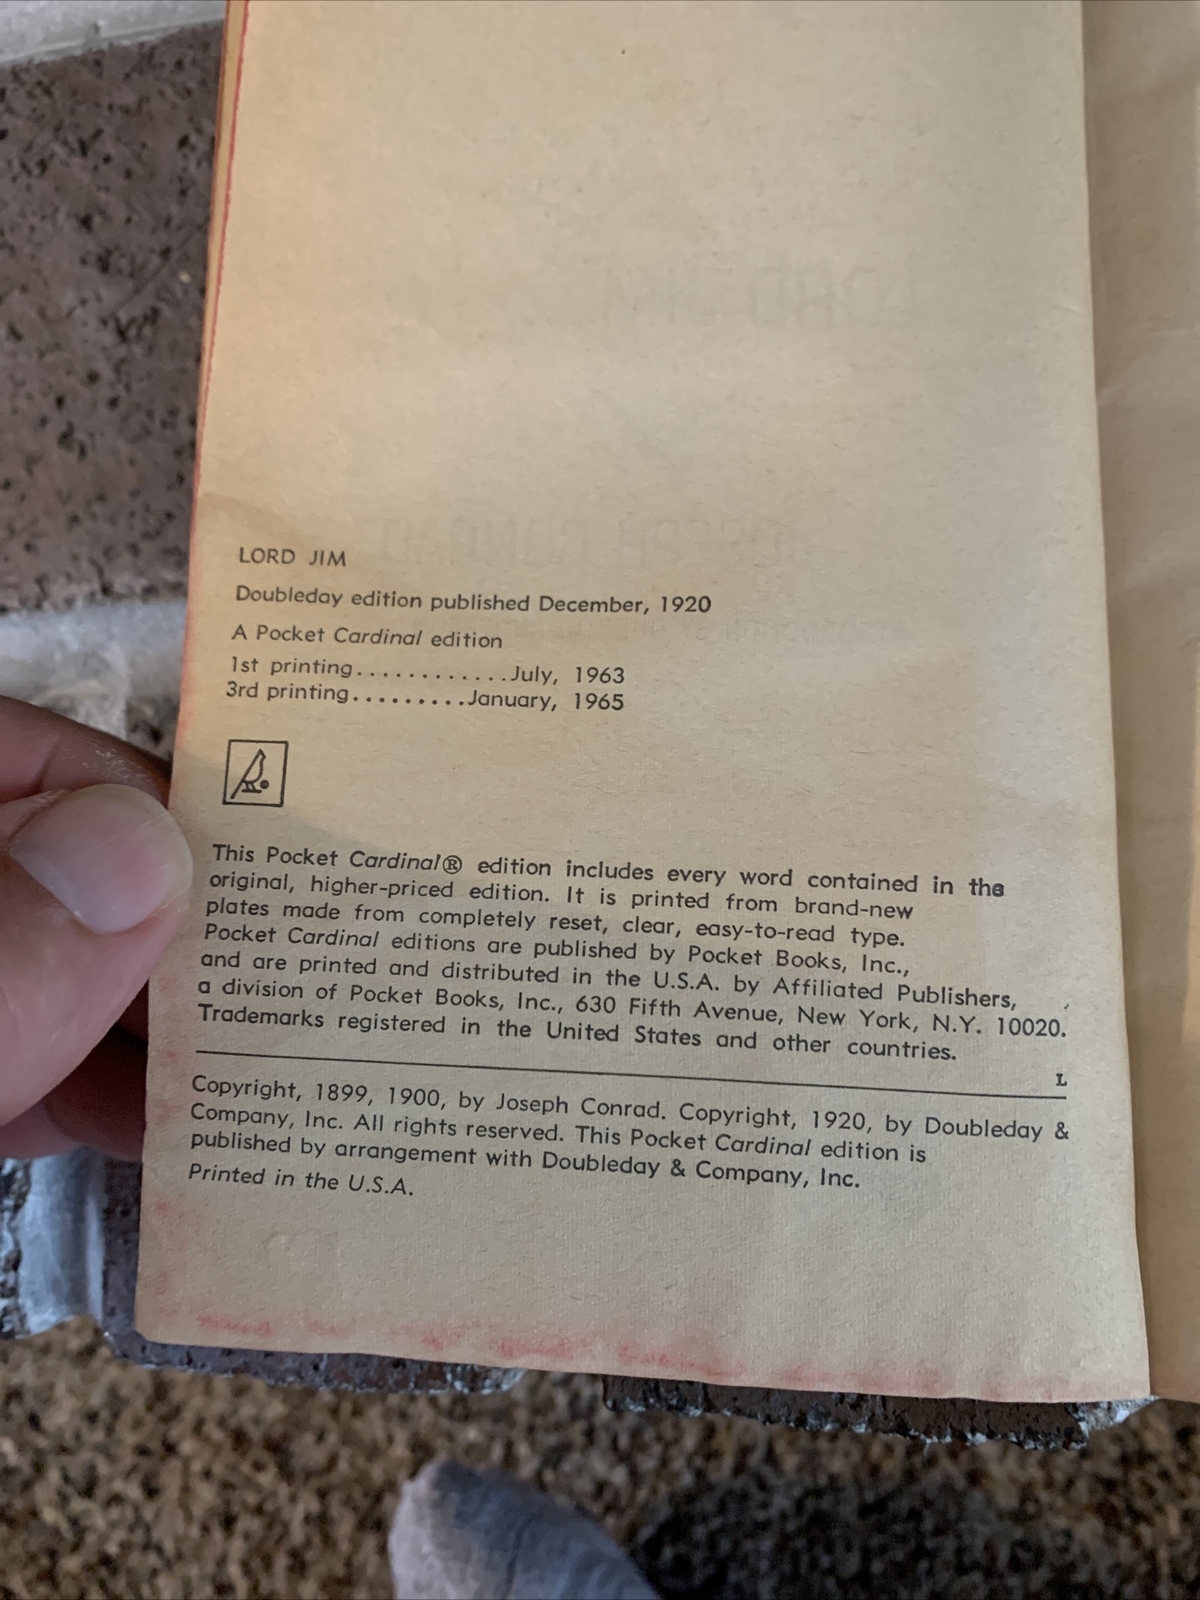 LORD JIM
Doubleday edition published December, 1920
A Pocket Cardinal edition
1st printing............July, 1963
3rd printing.........January, 1965
This Pocket Cardinal® edition includes every word contained in the
original, higher-priced edition. It is printed from brand-new
plates made from completely reset, clear, easy-to-read type.
Pocket Cardinal editions are published by Pocket Books, Inc.,
and are printed and distributed in the U.S.A. by Affiliated Publishers,
a division of Pocket Books, Inc., 630 Fifth Avenue, New York, N.Y. 10020.
Trademarks registered in the United States and other countries.
L
Copyright, 1899, 1900, by Joseph Conrad. Copyright, 1920, by Doubleday &
Company, Inc. All rights reserved. This Pocket Cardinal edition is
published by arrangement with Doubleday & Company, Inc.
Printed in the U.S.A.